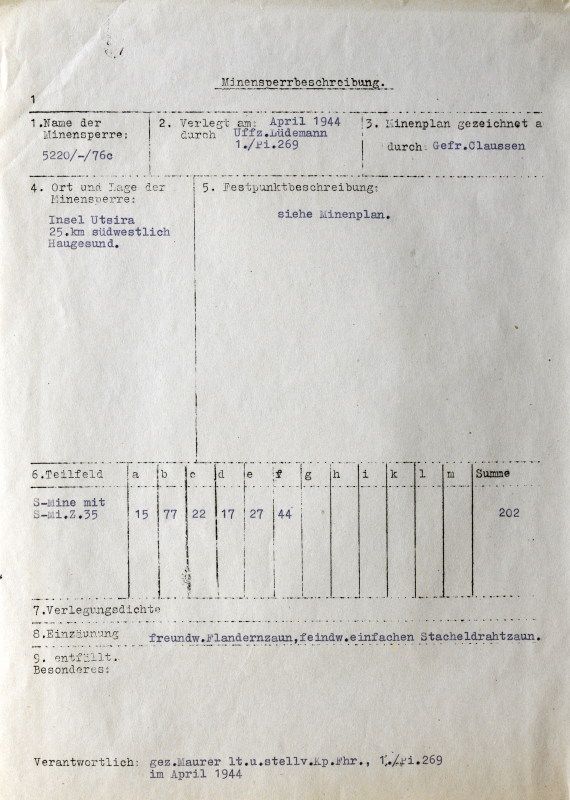 Minensperrbeschreibung.
1
1.Name der Minensperre:
5220/-/76c
2. Verlegt am: April 1944
durch Uffz.Lüdemann
1./Pi.269
3. Minenplan gezeichnet a
durch: Gefr.Claussen
4. Ort und Lage der
Minensperre:
Insel Utsira
25.km südwestlich
Haugesund.
5. Festpunktbeschreibung:
siehe Minenplan.
6.Teilfeld a b c d e f g h i k l m Summe
S-Mine mit
S-Mi.Z.35 15 77 22 17 27 44 202
7.Verlegungsdichte
8.Einzäunung freundw.Flandernzaun,feindw.einfachen Stacheldrahtzaun.
9. entfällt.
Besonderes:
Verantwortlich: gez.Maurer lt.u.stellv.Kp.Fhr., 1./Pi.269
im April 1944